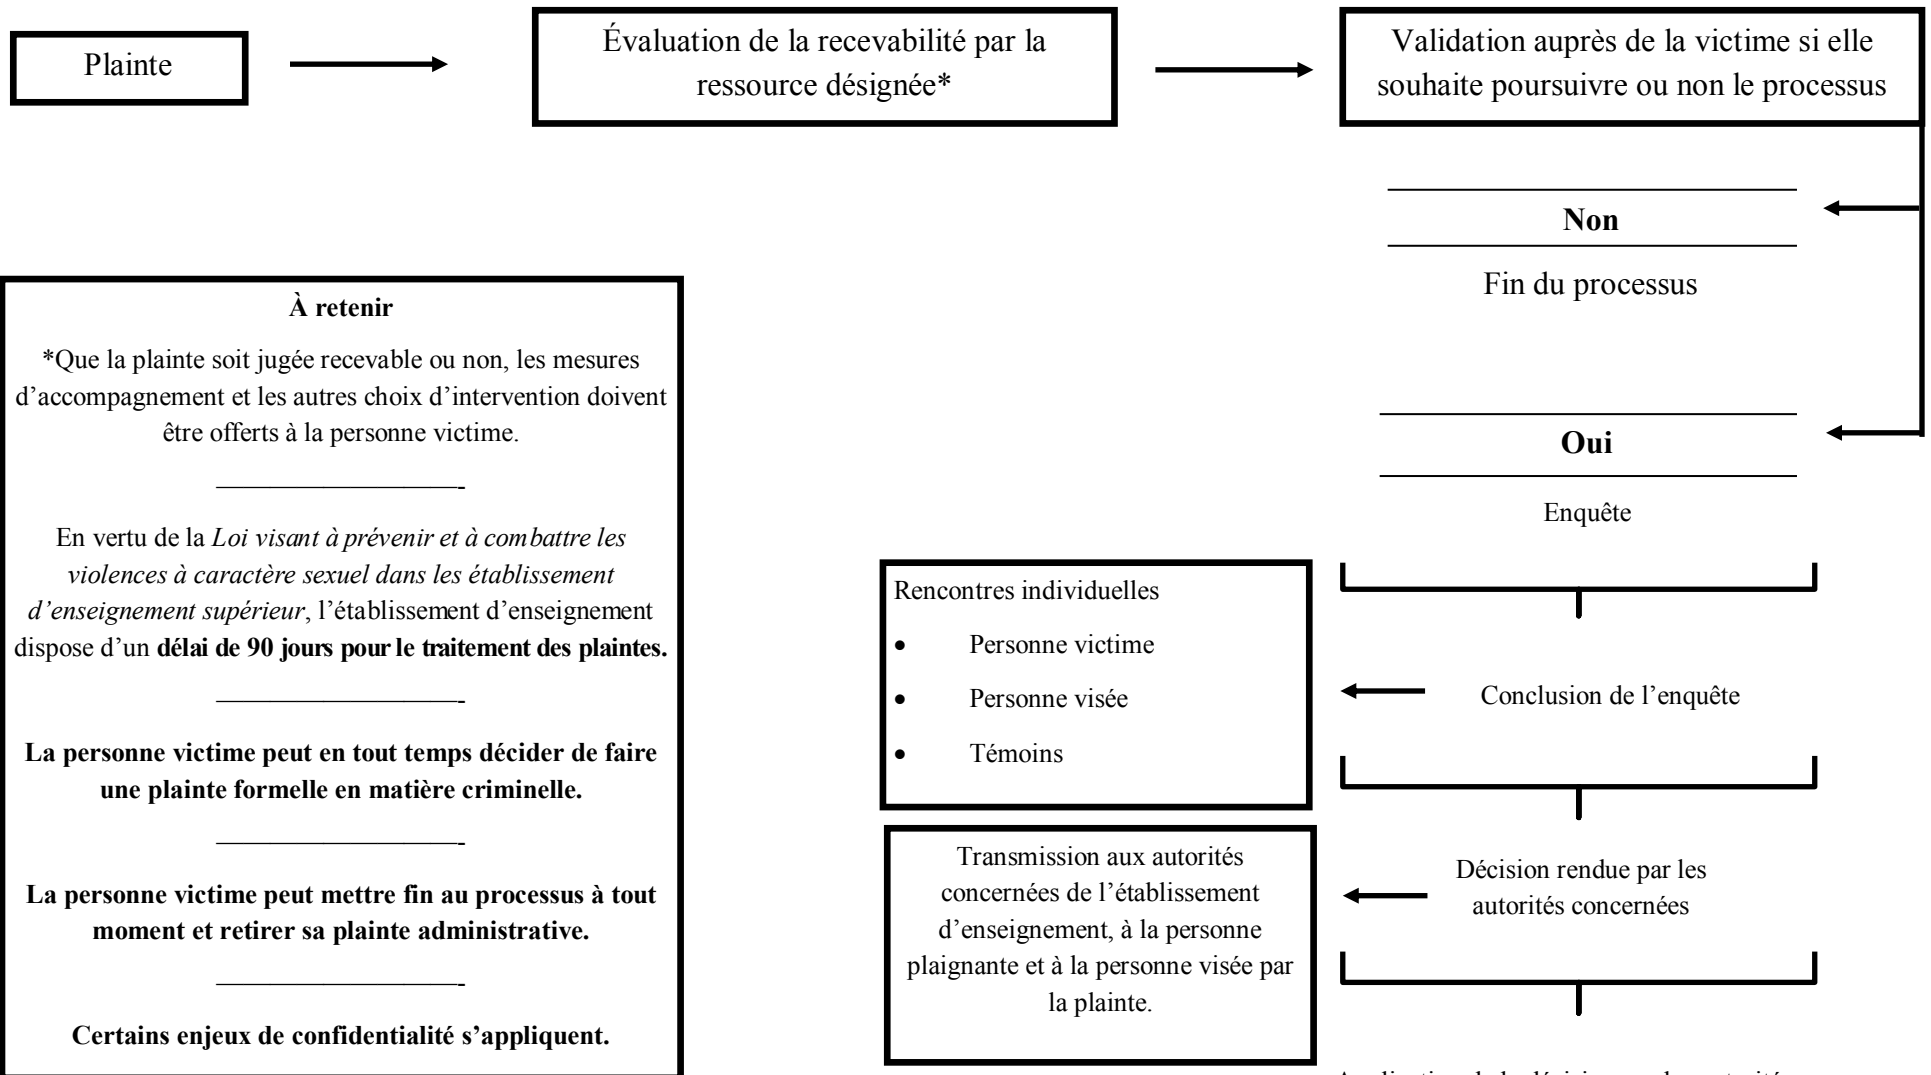 Plainte
Évaluation de la recevabilité par la
ressource désignée*
Validation auprès de la victime si elle
souhaite poursuivre ou non le processus
Non
Fin du processus
Oui
Enquête
À retenir
*Que la plainte soit jugée recevable ou non, les mesures
d’accompagnement et les autres choix d’intervention doivent
être offerts à la personne victime.
En vertu de la Loi visant à prévenir et à combattre les
violences à caractère sexuel dans les établissement
d’enseignement supérieur, l’établissement d’enseignement
dispose d’un délai de 90 jours pour le traitement des plaintes.
La personne victime peut en tout temps décider de faire
une plainte formelle en matière criminelle.
La personne victime peut mettre fin au processus à tout
moment et retirer sa plainte administrative.
Certains enjeux de confidentialité s’appliquent.
Rencontres individuelles
• Personne victime
• Personne visée
• Témoins
Conclusion de l’enquête
Transmission aux autorités
concernées de l’établissement
d’enseignement, à la personne
plaignante et à la personne visée par
la plainte.
Décision rendue par les
autorités concernées